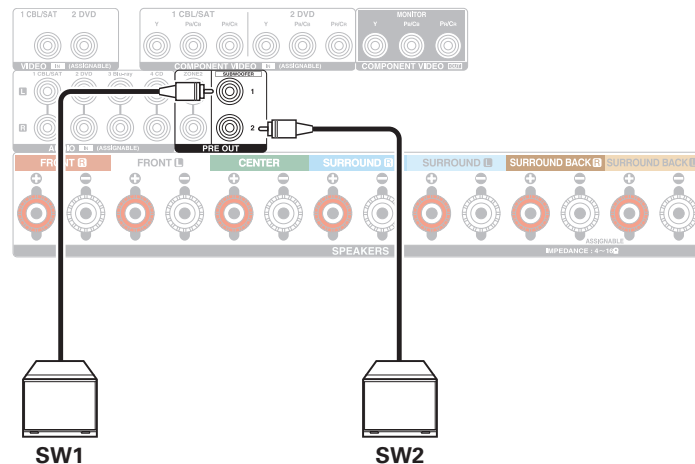 1 CBL/SAT 2 DVD
1 CBL/SAT 2 DVD
MONITOR
Y PB/CB PR/CR Y PB/CB PR/CR
Y PB/CB PR/CR
VIDEO IN (ASSIGNABLE)
COMPONENT VIDEO IN (ASSIGNABLE)
COMPONENT VIDEO OUT
1 CBL/SAT 2 DVD 3 Blu-ray 4 CD ZONE2 SUBWOOFER
L
1
R
2
IN (ASSIGNABLE)
PRE OUT
FRONT R FRONT L CENTER SURROUND R SURROUND L SURROUND BACK R SURROUND BACK L
ASSIGNABLE
SPEAKERS
IMPEDANCE : 4~16Ω
SW1
SW2